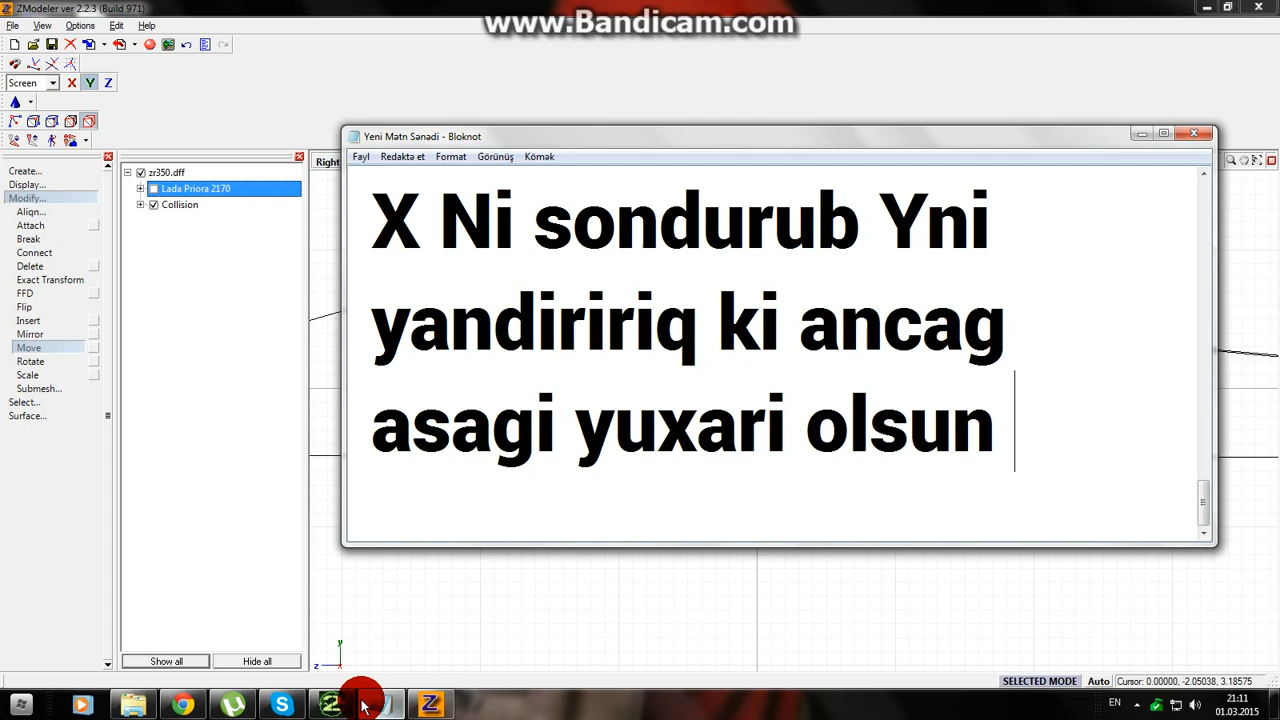 ZModeler ver 2.2.3 (Build 971)
www.Bandicam.com
File View Options Edit Help
Screen X Y Z
Create...
Display...
Modify...
Align...
Attach
Break
Connect
Delete
Exact Transform
FFD
Flip
Insert
Mirror
Move
Rotate
Scale
Submesh...
Select...
Surface...
zr350.dff
Lada Priora 2170
Collision
Show all Hide all
Right
Yeni Mətn Sənədi - Bloknot
Fayl Redaktə et Format Görünüş Kömək
X Ni sondurub Yni
yandiririq ki ancag
asagi yuxari olsun
y
z x
SELECTED MODE Auto Cursor: 0.00000, -2.05038, 3.18575
EN 21:11
01.03.2015